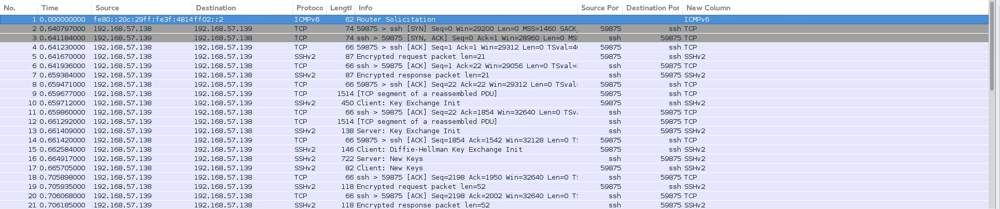 No. Time Source Destination Protoco Lengtl Info Source Por Destination Por New Column
1 0.000000000 fe80::20c:29ff:fe3f:4814 ff02::2 ICMPv6 62 Router Solicitation ICMPv6
2 0.640797000 192.168.57.138 192.168.57.139 TCP 74 59875 > ssh [SYN] Seq=0 Win=29200 Len=0 MSS=1460 SACK_ 59875 ssh TCP
3 0.641184000 192.168.57.139 192.168.57.138 TCP 74 ssh > 59875 [SYN, ACK] Seq=0 Ack=1 Win=28960 Len=0 MS ssh 59875 TCP
4 0.641230000 192.168.57.138 192.168.57.139 TCP 66 59875 > ssh [ACK] Seq=1 Ack=1 Win=29312 Len=0 TSval=4 59875 ssh TCP
5 0.641670000 192.168.57.138 192.168.57.139 SSHv2 87 Encrypted request packet len=21 59875 ssh SSHv2
6 0.641936000 192.168.57.139 192.168.57.138 TCP 66 ssh > 59875 [ACK] Seq=1 Ack=22 Win=29056 Len=0 TSval= ssh 59875 TCP
7 0.659384000 192.168.57.139 192.168.57.138 SSHv2 87 Encrypted response packet len=21 ssh 59875 SSHv2
8 0.659471000 192.168.57.138 192.168.57.139 TCP 66 59875 > ssh [ACK] Seq=22 Ack=22 Win=29312 Len=0 TSval 59875 ssh TCP
9 0.659677000 192.168.57.138 192.168.57.139 TCP 1514 [TCP segment of a reassembled PDU] 59875 ssh TCP
10 0.659712000 192.168.57.138 192.168.57.139 SSHv2 450 Client: Key Exchange Init 59875 ssh SSHv2
11 0.659860000 192.168.57.139 192.168.57.138 TCP 66 ssh > 59875 [ACK] Seq=22 Ack=1854 Win=32640 Len=0 TSv ssh 59875 TCP
12 0.661292000 192.168.57.139 192.168.57.138 TCP 1514 [TCP segment of a reassembled PDU] ssh 59875 TCP
13 0.661409000 192.168.57.139 192.168.57.138 SSHv2 138 Server: Key Exchange Init ssh 59875 SSHv2
14 0.661420000 192.168.57.138 192.168.57.139 TCP 66 59875 > ssh [ACK] Seq=1854 Ack=1542 Win=32128 Len=0 T 59875 ssh TCP
15 0.662584000 192.168.57.138 192.168.57.139 SSHv2 146 Client: Diffie-Hellman Key Exchange Init 59875 ssh SSHv2
16 0.664917000 192.168.57.139 192.168.57.138 SSHv2 722 Server: New Keys ssh 59875 SSHv2
17 0.665705000 192.168.57.138 192.168.57.139 SSHv2 82 Client: New Keys 59875 ssh SSHv2
18 0.705898000 192.168.57.139 192.168.57.138 TCP 66 ssh > 59875 [ACK] Seq=2198 Ack=1950 Win=32640 Len=0 T ssh 59875 TCP
19 0.705935000 192.168.57.138 192.168.57.139 SSHv2 118 Encrypted request packet len=52 59875 ssh SSHv2
20 0.706068000 192.168.57.139 192.168.57.138 TCP 66 ssh > 59875 [ACK] Seq=2198 Ack=2002 Win=32640 Len=0 T ssh 59875 TCP
21 0.706185000 192.168.57.139 192.168.57.138 SSHv2 118 Encrypted response packet len=52 ssh 59875 SSHv2